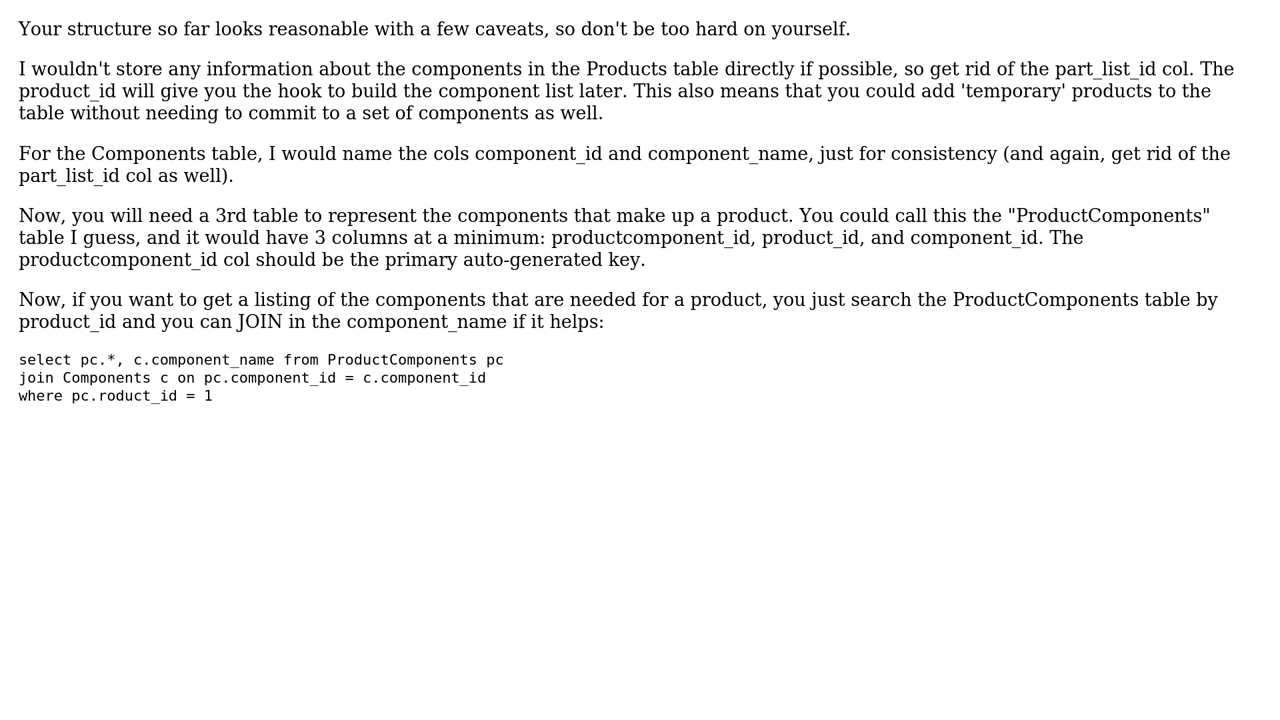 Your structure so far looks reasonable with a few caveats, so don't be too hard on yourself.
I wouldn't store any information about the components in the Products table directly if possible, so get rid of the part_list_id col. The
product_id will give you the hook to build the component list later. This also means that you could add 'temporary' products to the
table without needing to commit to a set of components as well.
For the Components table, I would name the cols component_id and component_name, just for consistency (and again, get rid of the
part_list_id col as well).
Now, you will need a 3rd table to represent the components that make up a product. You could call this the "ProductComponents"
table I guess, and it would have 3 columns at a minimum: productcomponent_id, product_id, and component_id. The
productcomponent_id col should be the primary auto-generated key.
Now, if you want to get a listing of the components that are needed for a product, you just search the ProductComponents table by
product_id and you can JOIN in the component_name if it helps:
select pc.*, c.component_name from ProductComponents pc
join Components c on pc.component_id = c.component_id
where pc.roduct_id = 1